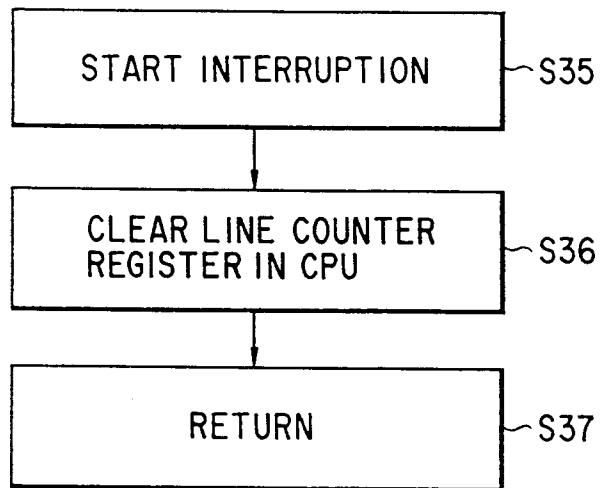 START INTERRUPTION
S35
CLEAR LINE COUNTER
REGISTER IN CPU
S36
RETURN
S37